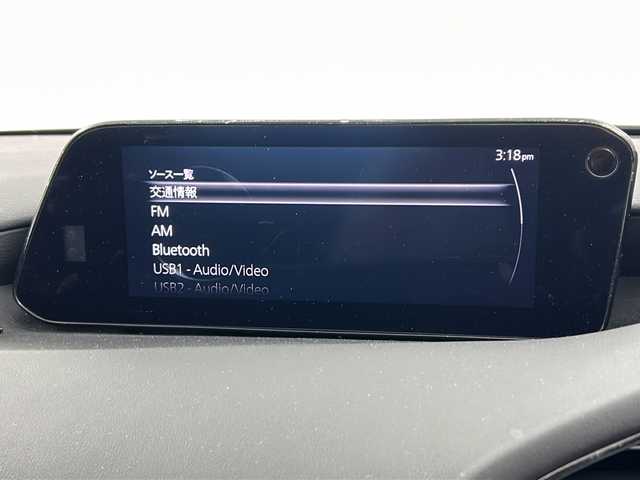 3:18pm
ソース一覧
交通情報
FM
AM
Bluetooth
USB1 - Audio/Video
USB2 - Audio/Video